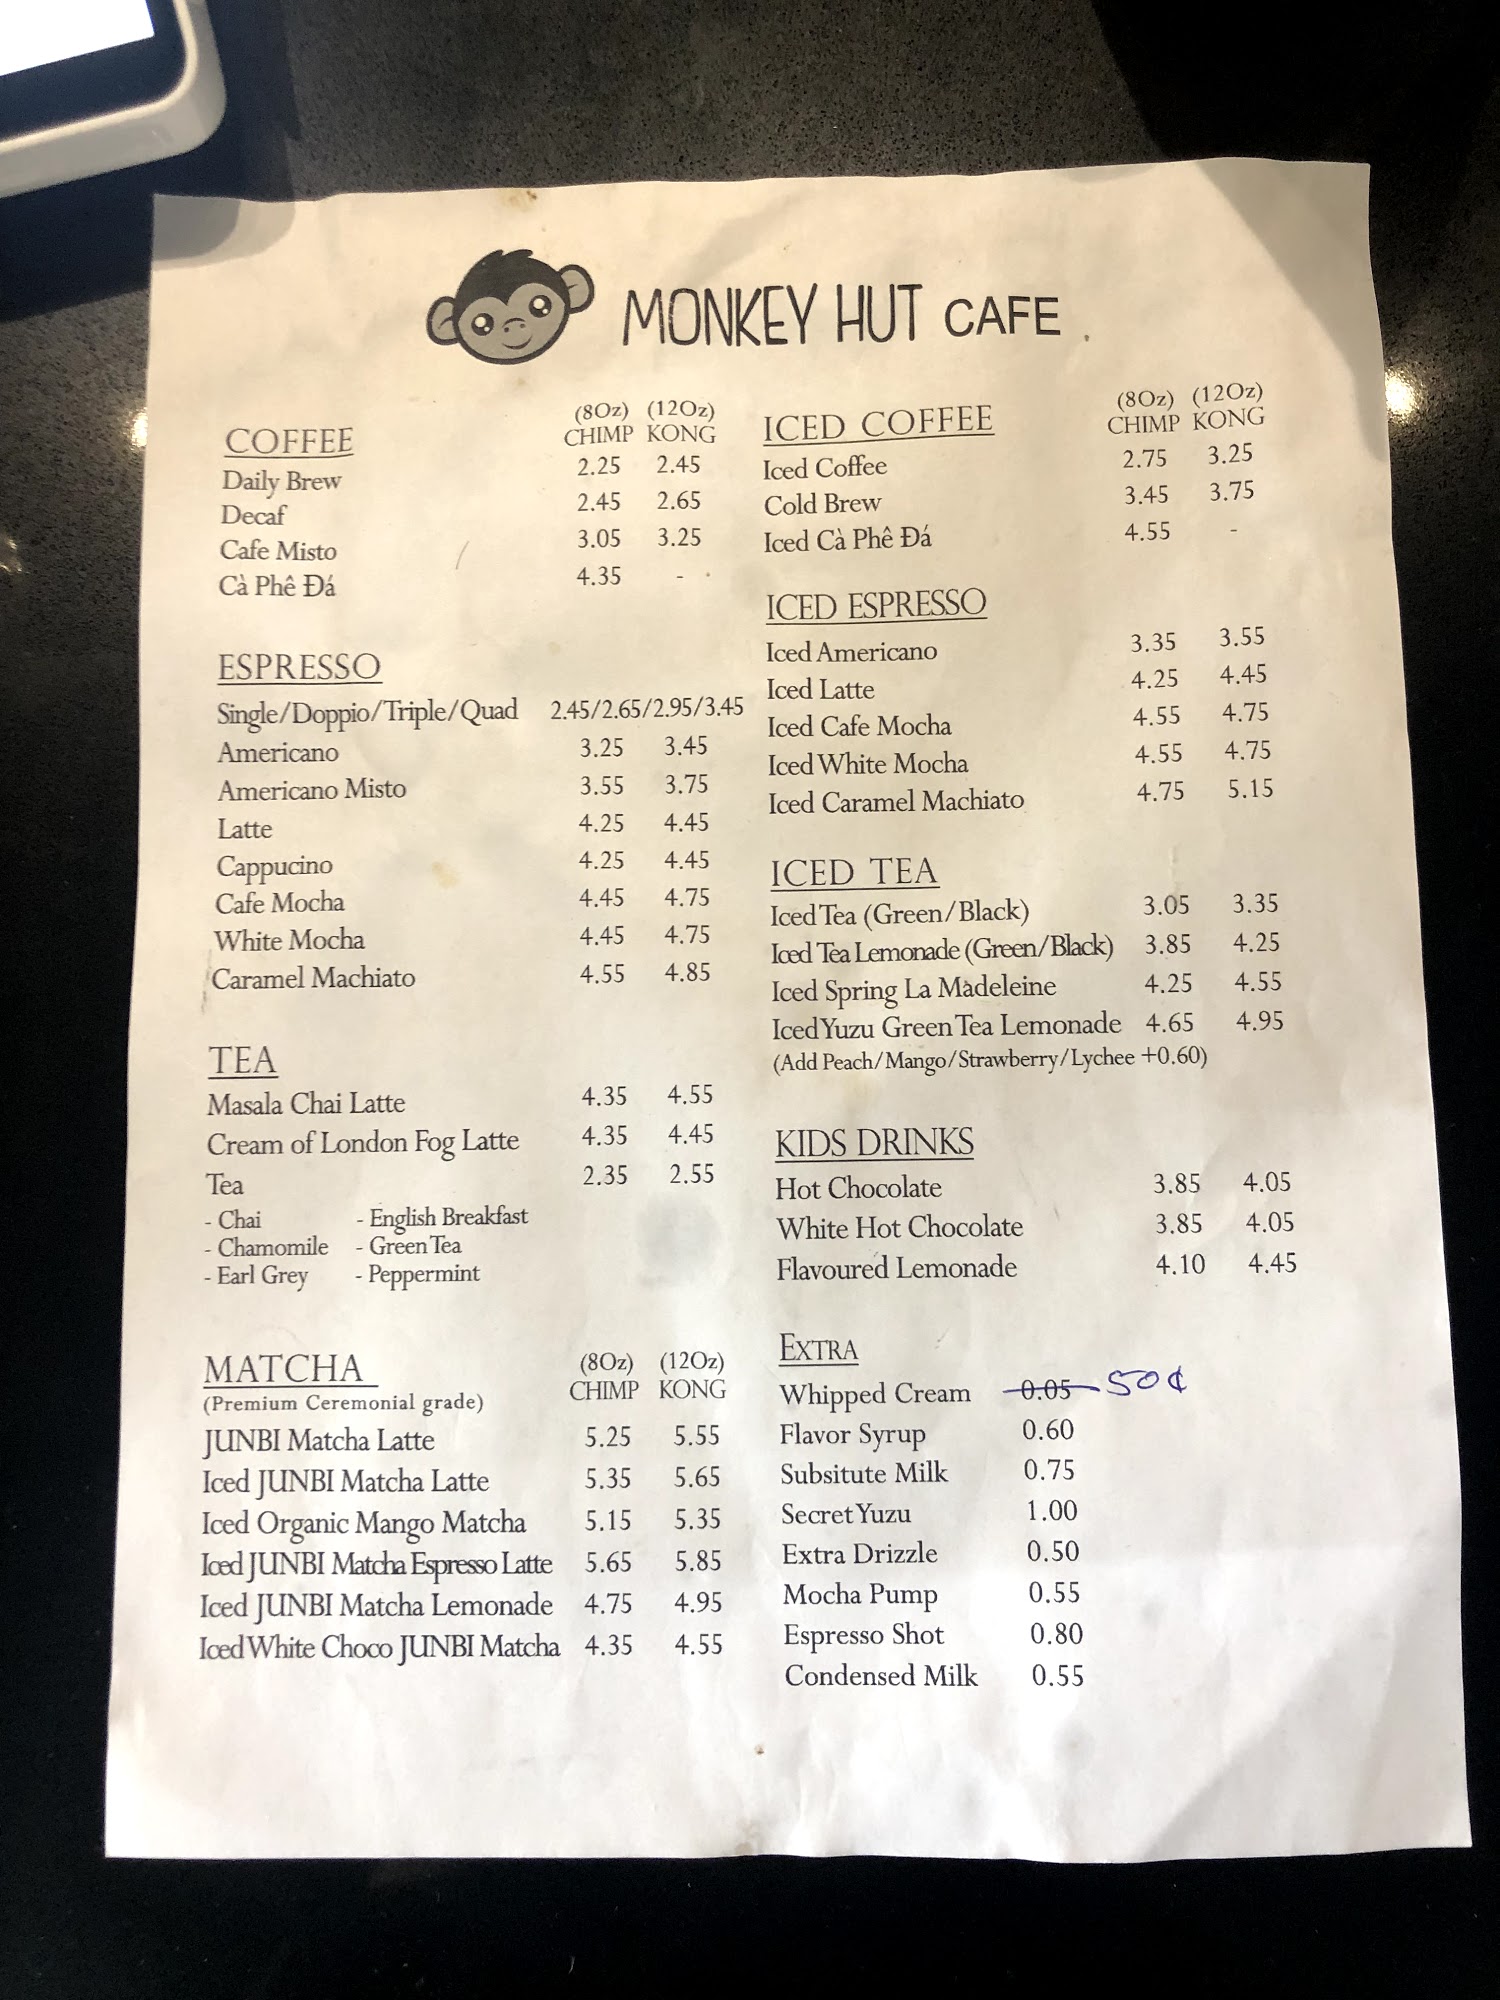 MONKEY HUT CAFE
(8Oz) (12Oz)
COFFEE CHIMP KONG
Daily Brew 2.25 2.45
Decaf 2.45 2.65
Cafe Misto 3.05 3.25
Cà Phê Đá 4.35 -
ESPRESSO
Single/Doppio/Triple/Quad 2.45/2.65/2.95/3.45
Americano 3.25 3.45
Americano Misto 3.55 3.75
Latte 4.25 4.45
Cappucino 4.25 4.45
Cafe Mocha 4.45 4.75
White Mocha 4.45 4.75
Caramel Machiato 4.55 4.85
TEA
Masala Chai Latte 4.35 4.55
Cream of London Fog Latte 4.35 4.45
Tea 2.35 2.55
- Chai - English Breakfast
- Chamomile - Green Tea
- Earl Grey - Peppermint
(8Oz) (12Oz)
MATCHA CHIMP KONG
(Premium Ceremonial grade)
JUNBI Matcha Latte 5.25 5.55
Iced JUNBI Matcha Latte 5.35 5.65
Iced Organic Mango Matcha 5.15 5.35
Iced JUNBI Matcha Espresso Latte 5.65 5.85
Iced JUNBI Matcha Lemonade 4.75 4.95
Iced White Choco JUNBI Matcha 4.35 4.55
(8Oz) (12Oz)
ICED COFFEE CHIMP KONG
Iced Coffee 2.75 3.25
Cold Brew 3.45 3.75
Iced Cà Phê Đá 4.55 -
ICED ESPRESSO
Iced Americano 3.35 3.55
Iced Latte 4.25 4.45
Iced Cafe Mocha 4.55 4.75
Iced White Mocha 4.55 4.75
Iced Caramel Machiato 4.75 5.15
ICED TEA
Iced Tea (Green/Black) 3.05 3.35
Iced Tea Lemonade (Green/Black) 3.85 4.25
Iced Spring La Màdeleine 4.25 4.55
Iced Yuzu Green Tea Lemonade 4.65 4.95
(Add Peach/Mango/Strawberry/Lychee +0.60)
KIDS DRINKS
Hot Chocolate 3.85 4.05
White Hot Chocolate 3.85 4.05
Flavoured Lemonade 4.10 4.45
EXTRA
Whipped Cream 0.05 50¢
Flavor Syrup 0.60
Subsitute Milk 0.75
Secret Yuzu 1.00
Extra Drizzle 0.50
Mocha Pump 0.55
Espresso Shot 0.80
Condensed Milk 0.55